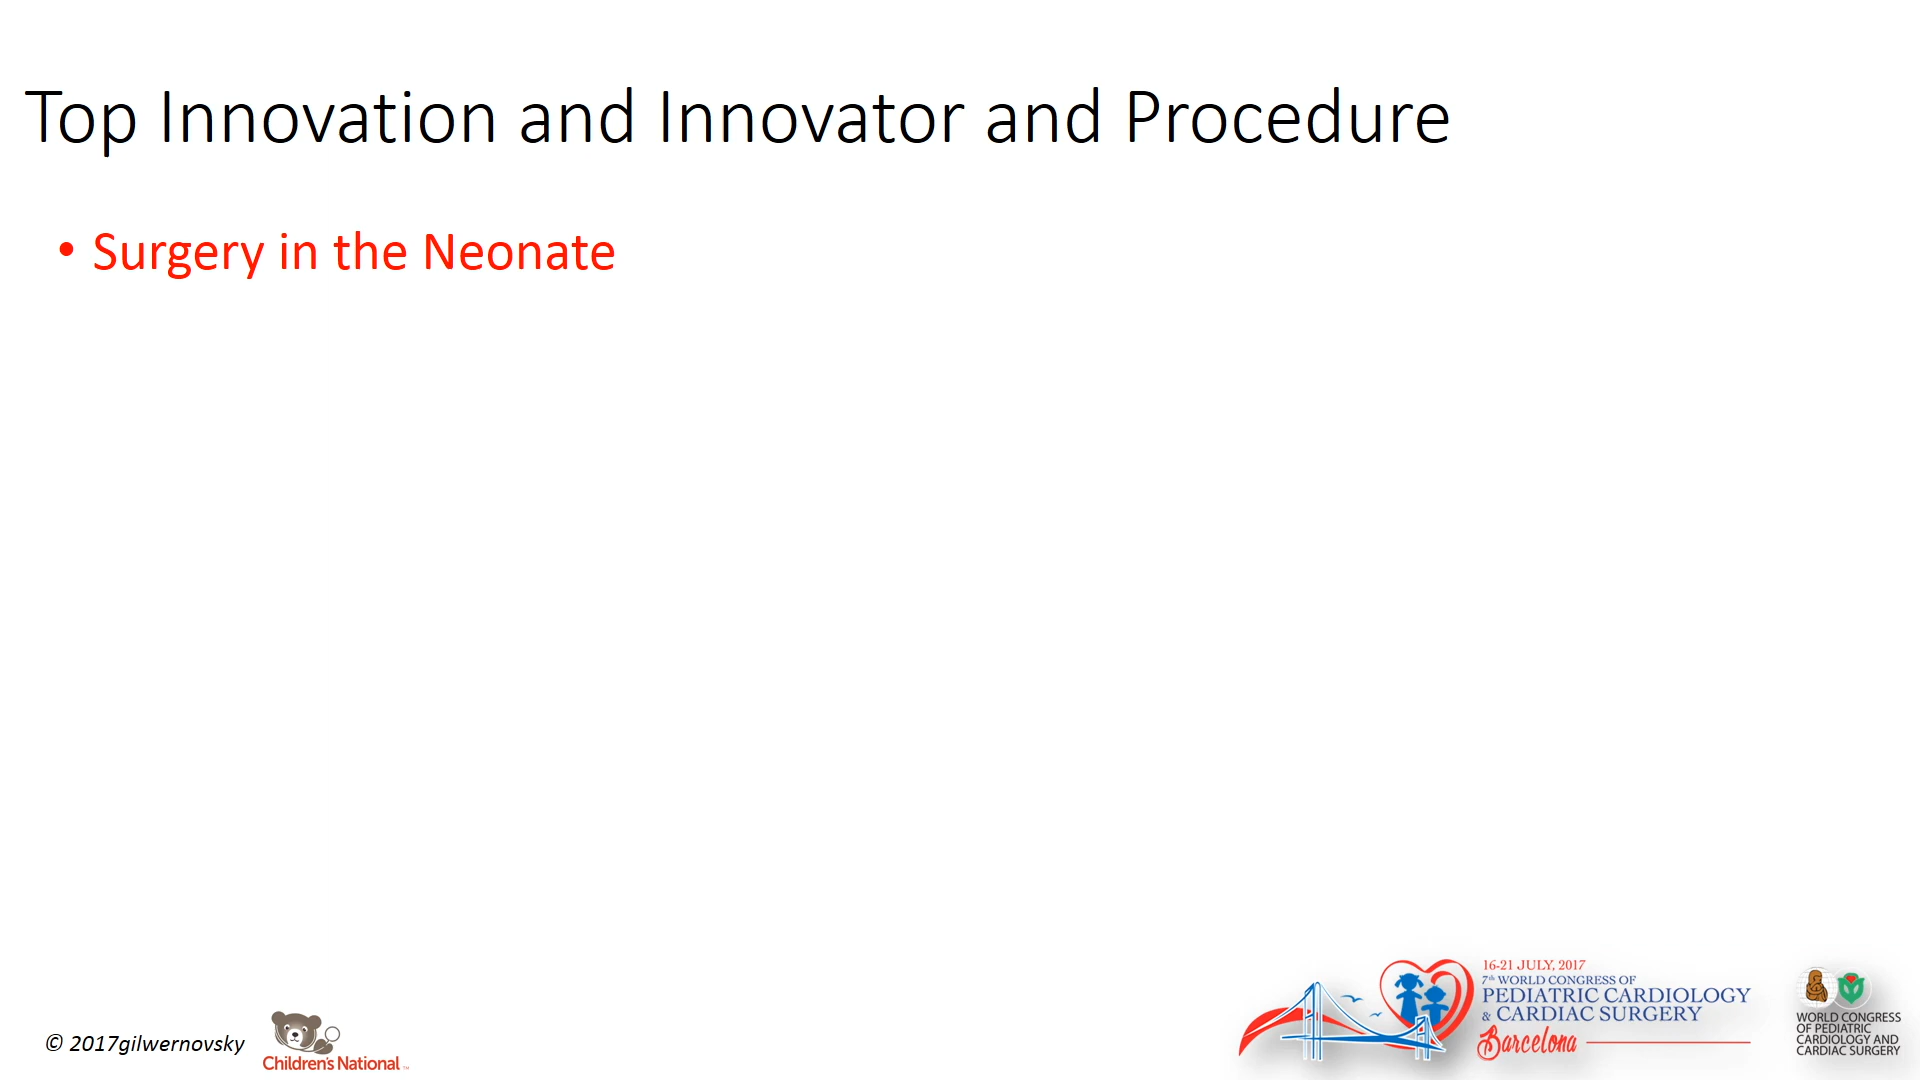 Top Innovation and Innovator and Procedure
• Surgery in the Neonate
© 2017gilwernovsky
Children's National ™
16-21 JULY, 2017
7th WORLD CONGRESS OF
PEDIATRIC CARDIOLOGY
& CARDIAC SURGERY
Barcelona
WORLD CONGRESS
OF PEDIATRIC
CARDIOLOGY AND
CARDIAC SURGERY